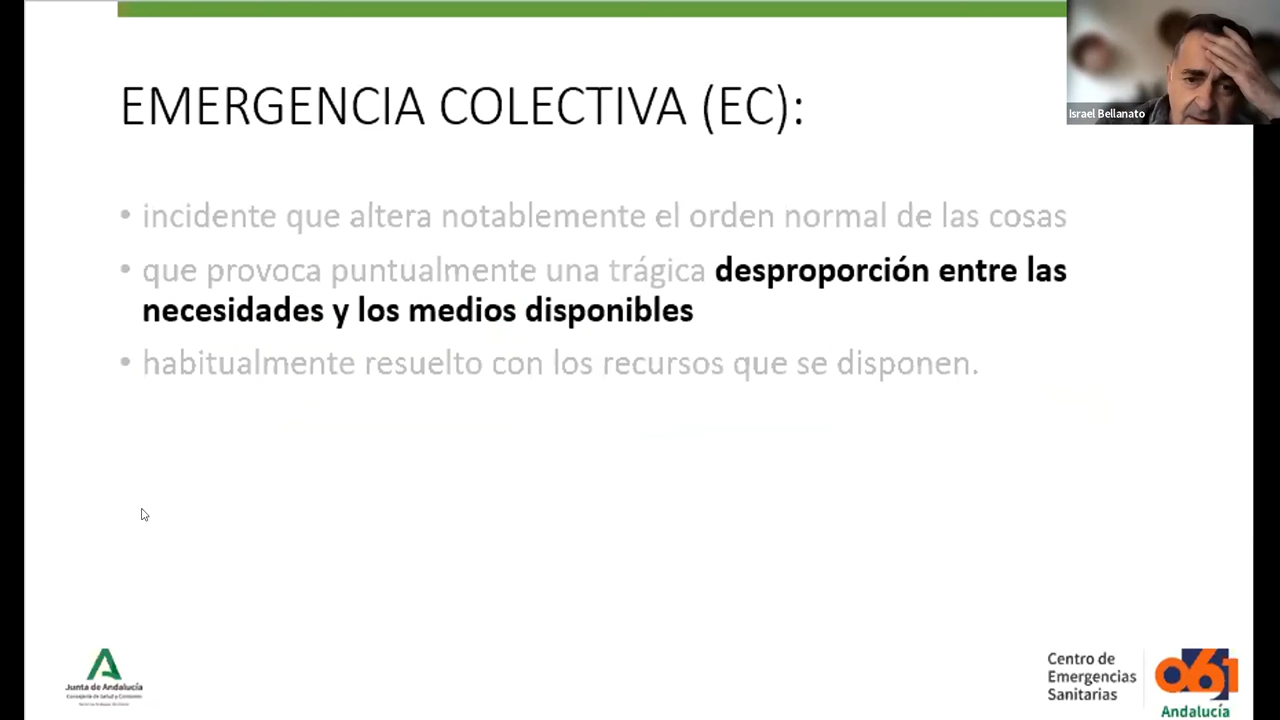 EMERGENCIA COLECTIVA (EC):
Israel Bellanato
• incidente que altera notablemente el orden normal de las cosas
• que provoca puntualmente una trágica desproporción entre las
necesidades y los medios disponibles
• habitualmente resuelto con los recursos que se disponen.
Junta de Andalucía
Consejería de Salud y Consumo
Centro de
Emergencias
Sanitarias
061
Andalucía